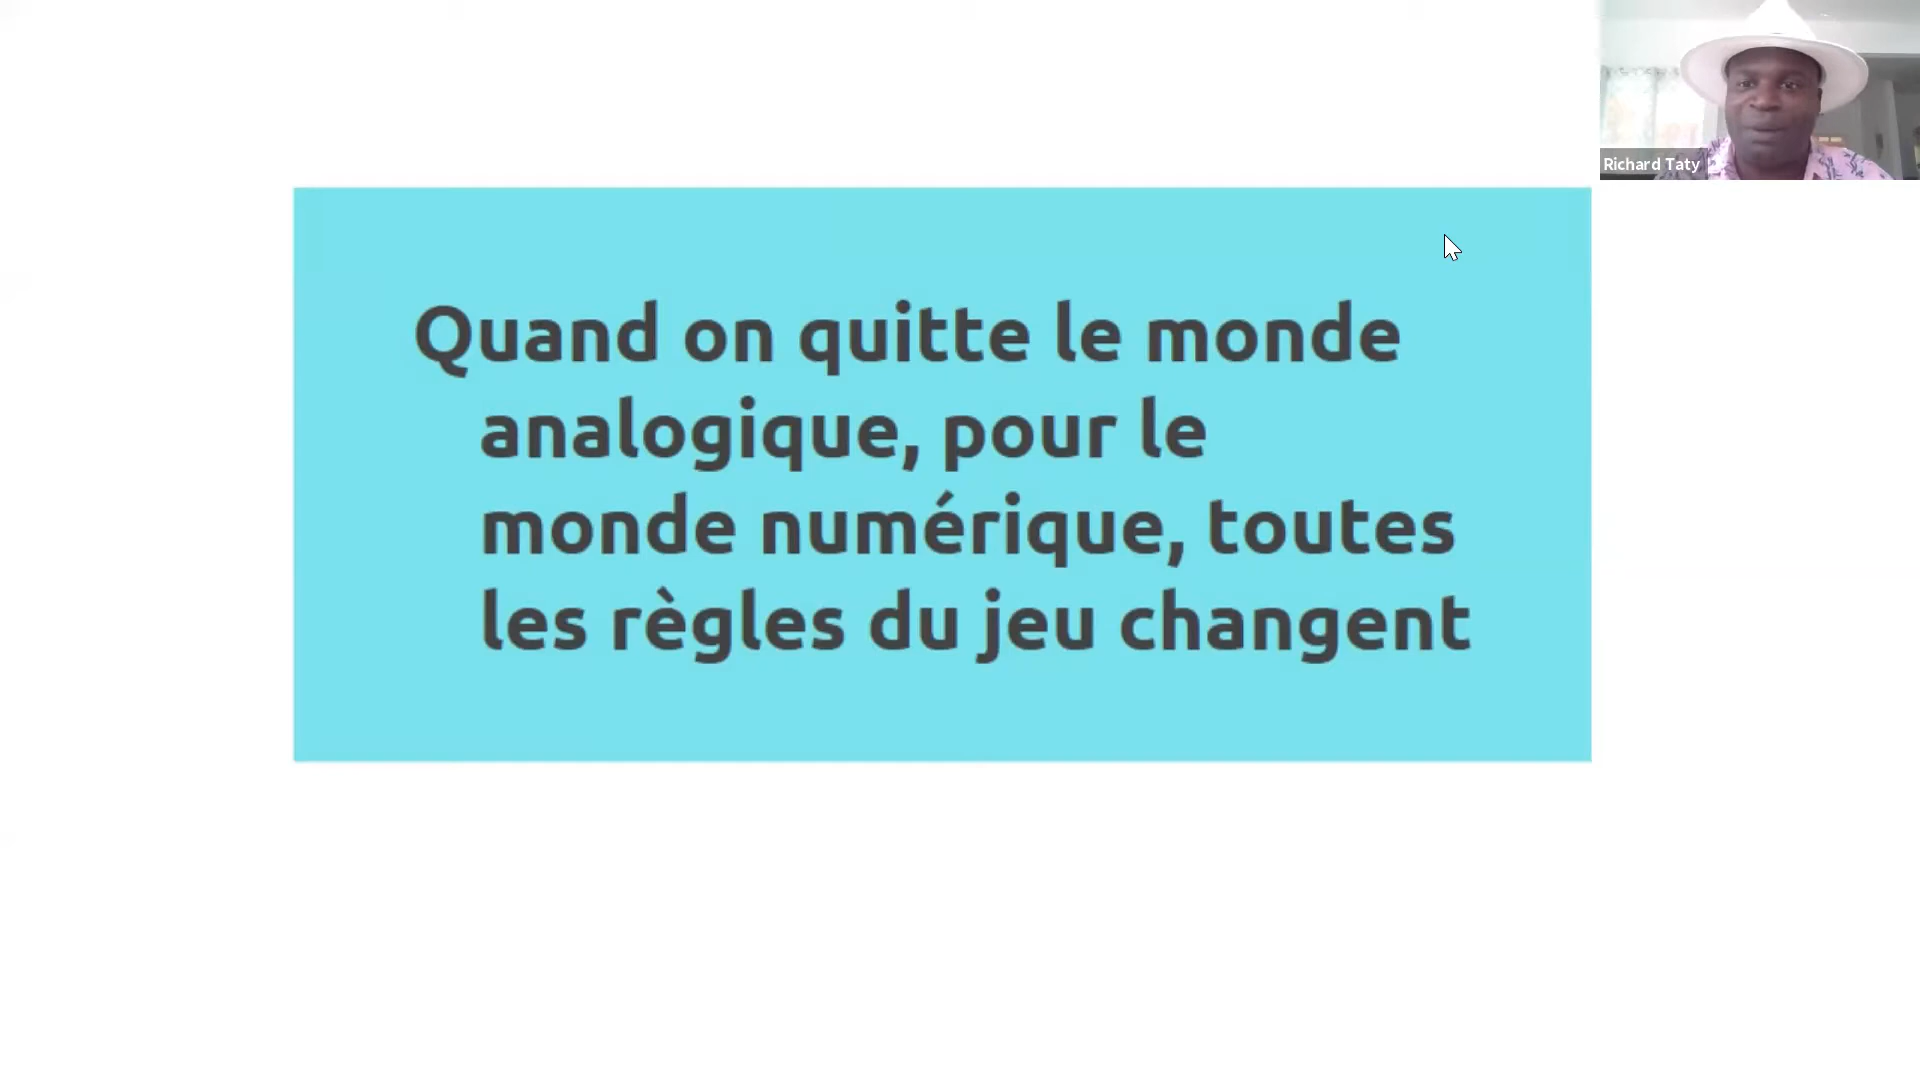 Richard Taty
Quand on quitte le monde
analogique, pour le
monde numérique, toutes
les règles du jeu changent